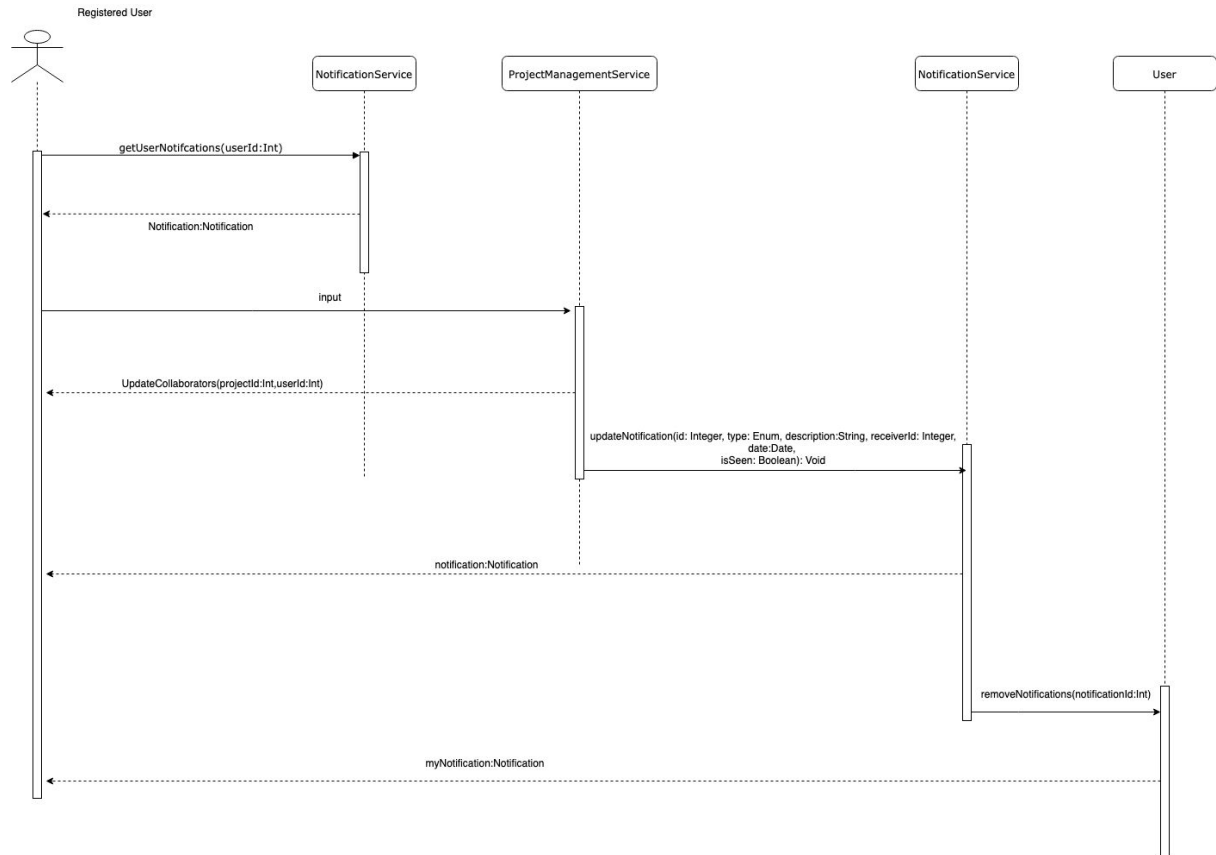 Registered User
NotificationService
ProjectManagementService
NotificationService
User
getUserNotifcations(userId:Int)
Notification:Notification
input
UpdateCollaborators(projectId:Int,userId:Int)
updateNotification(id: Integer, type: Enum, description:String, receiverId: Integer,
date:Date,
isSeen: Boolean): Void
notification:Notification
removeNotifications(notificationId:Int)
myNotification:Notification